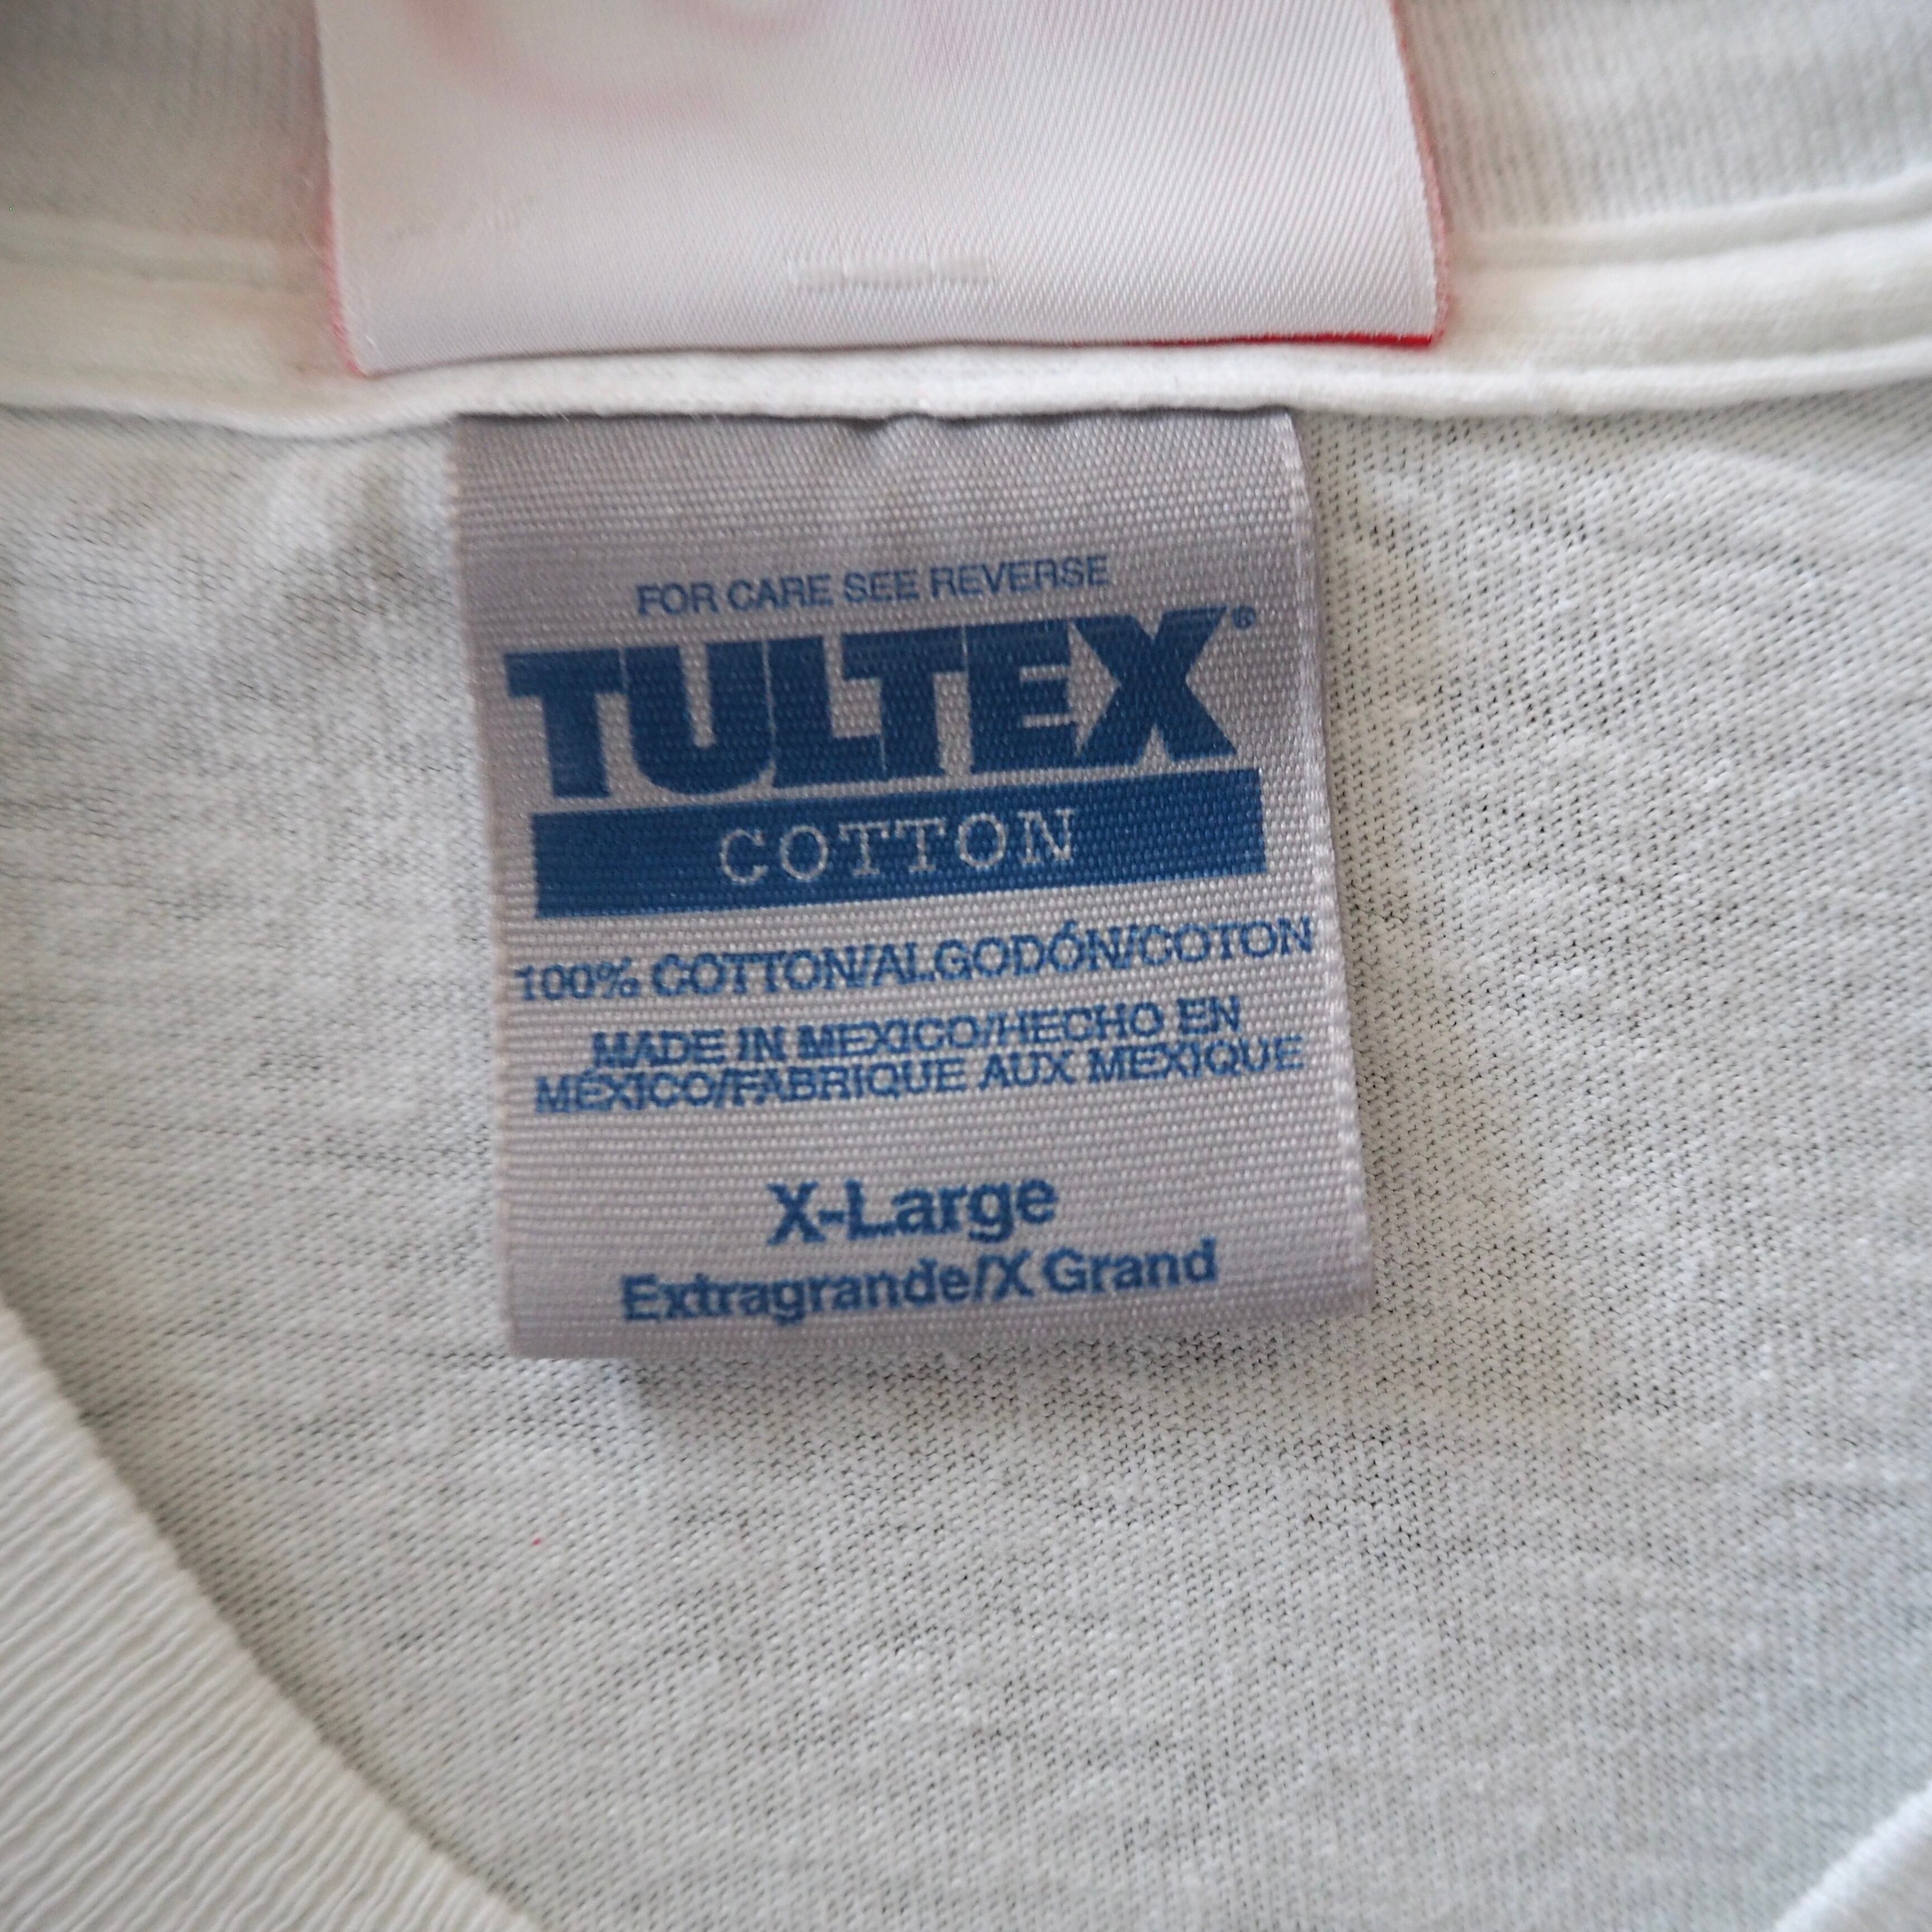 FOR CARE SEE REVERSE
TULTEX®
COTTON
100% COTTON/ALGODÓN/COTON
MADE IN MEXICO/HECHO EN
MÉXICO/FABRIQUE AUX MEXIQUE
X-Large
Extragrande/X Grand